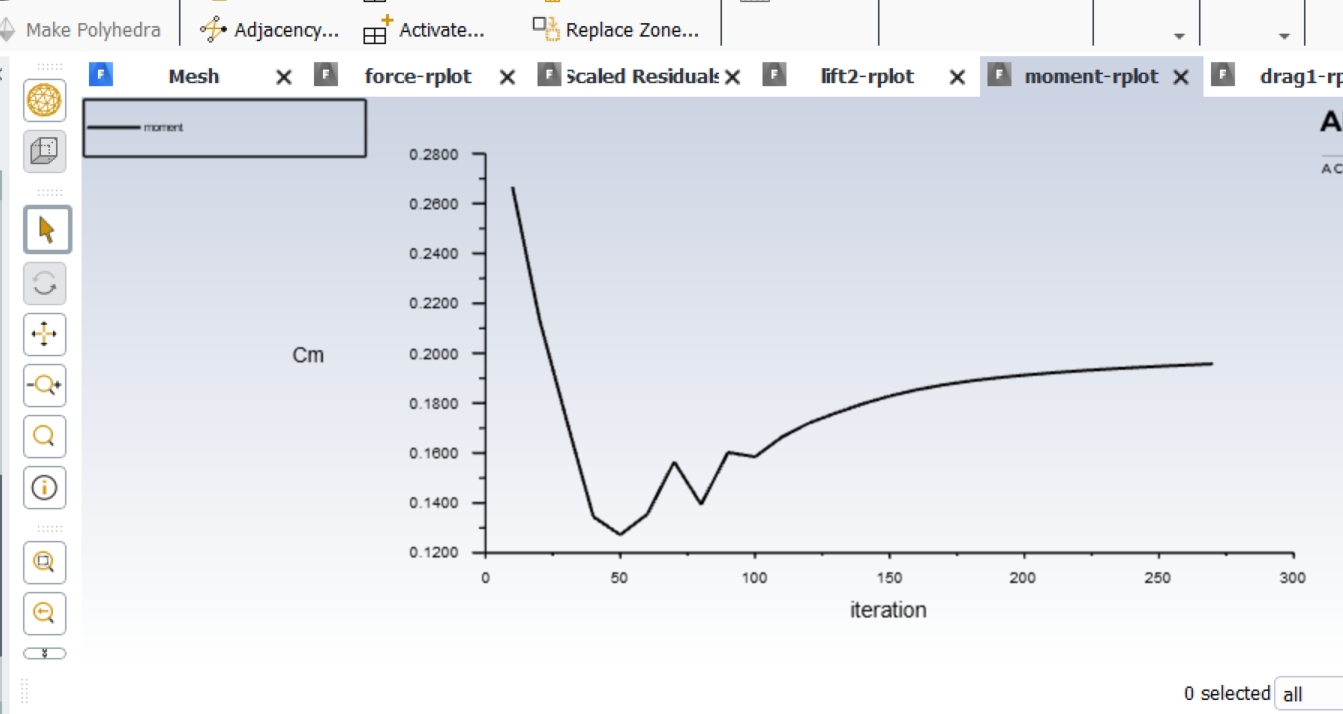 Make Polyhedra Adjacency... Activate... Replace Zone...
Mesh force-rplot Scaled Residuals lift2-rplot moment-rplot drag1-rp
moment
A
AC
0.2800
0.2600
0.2400
0.2200
Cm
0.2000
0.1800
0.1600
0.1400
0.1200
0 50 100 150 200 250 300
iteration
0 selected all